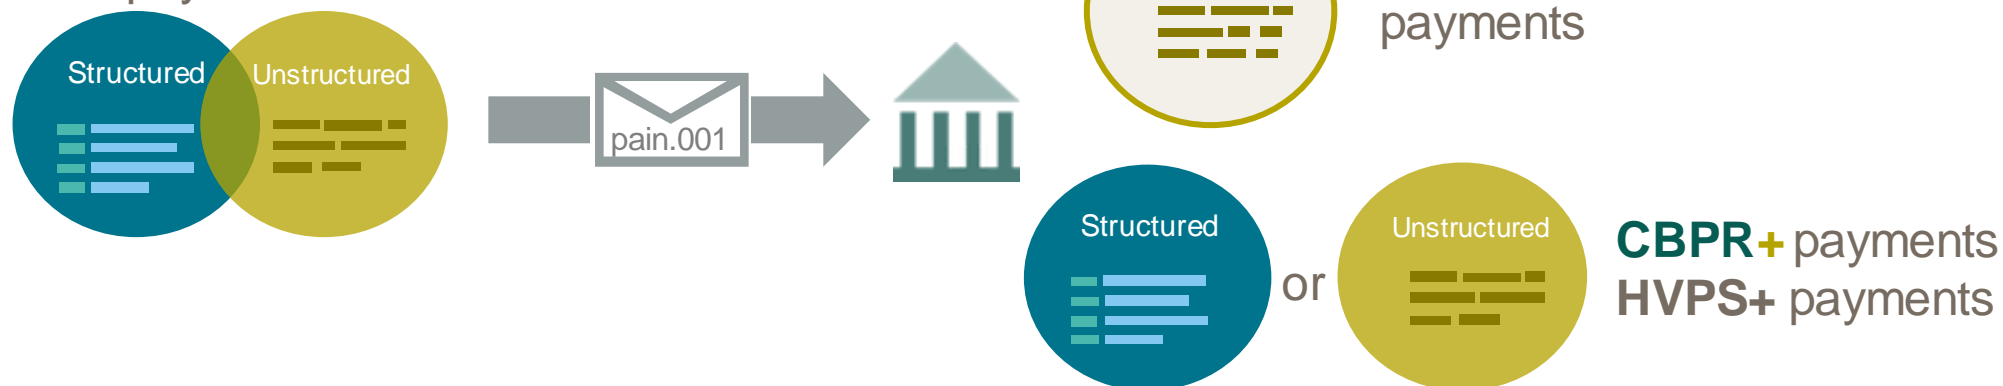 payments
Structured
Unstructured
pain.001
Structured
or
Unstructured
CBPR+ payments
HVPS+ payments